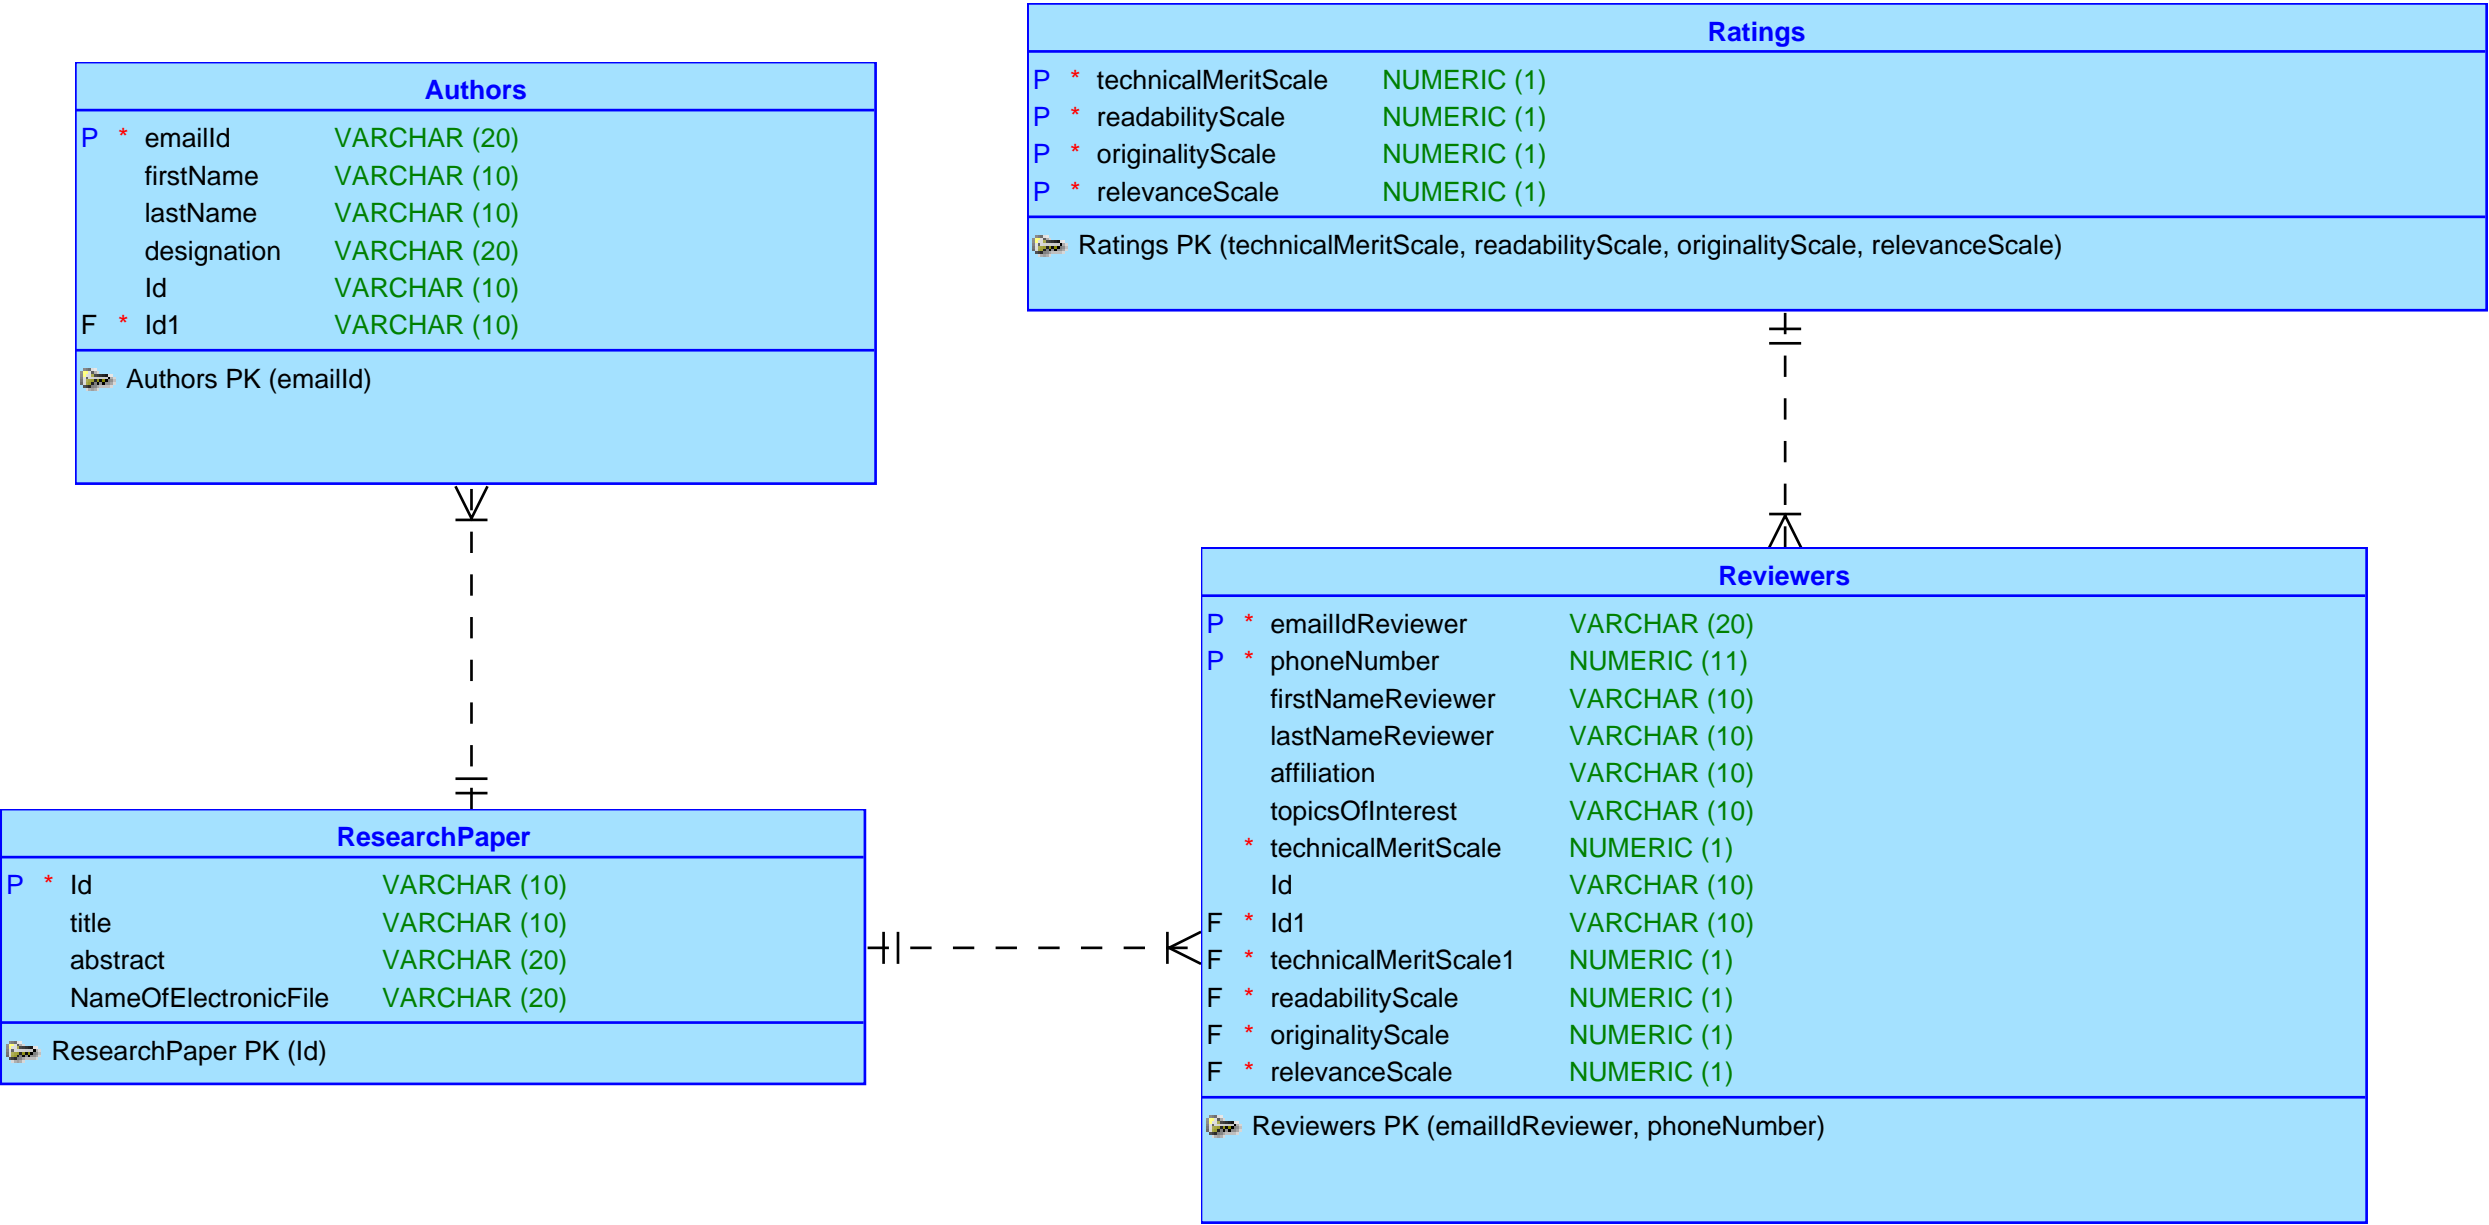 Authors
P * emailId VARCHAR (20)
firstName VARCHAR (10)
lastName VARCHAR (10)
designation VARCHAR (20)
Id VARCHAR (10)
F * Id1 VARCHAR (10)
Authors PK (emailId)
Ratings
P * technicalMeritScale NUMERIC (1)
P * readabilityScale NUMERIC (1)
P * originalityScale NUMERIC (1)
P * relevanceScale NUMERIC (1)
Ratings PK (technicalMeritScale, readabilityScale, originalityScale, relevanceScale)
ResearchPaper
P * Id VARCHAR (10)
title VARCHAR (10)
abstract VARCHAR (20)
NameOfElectronicFile VARCHAR (20)
ResearchPaper PK (Id)
Reviewers
P * emailIdReviewer VARCHAR (20)
P * phoneNumber NUMERIC (11)
firstNameReviewer VARCHAR (10)
lastNameReviewer VARCHAR (10)
affiliation VARCHAR (10)
topicsOfInterest VARCHAR (10)
* technicalMeritScale NUMERIC (1)
Id VARCHAR (10)
F * Id1 VARCHAR (10)
F * technicalMeritScale1 NUMERIC (1)
F * readabilityScale NUMERIC (1)
F * originalityScale NUMERIC (1)
F * relevanceScale NUMERIC (1)
Reviewers PK (emailIdReviewer, phoneNumber)